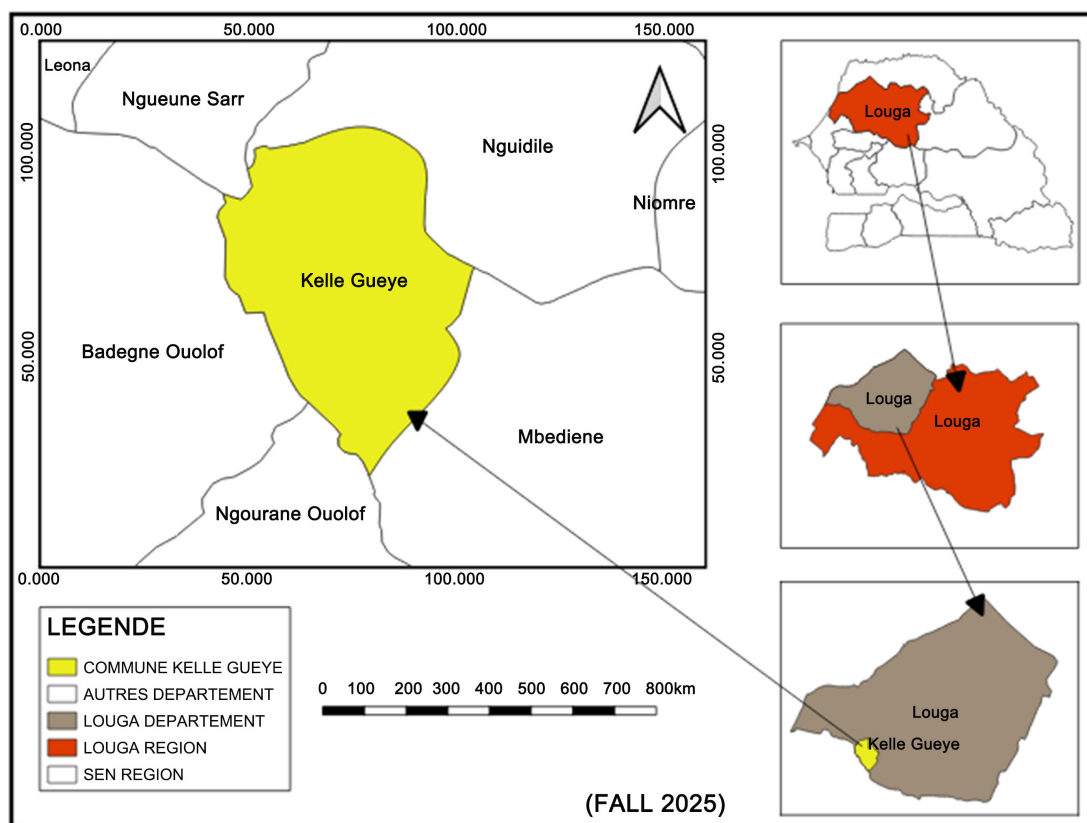 0.000 50.000 100.000 150.000
Leona
Ngueune Sarr
Nguidile
Niomre
100.000
100.000
Kelle Gueye
50.000
50.000
Badegne Ouolof
Mbediene
Ngourane Ouolof
0.000 50.000 100.000 150.000
Louga
Louga
Louga
Louga
Kelle Gueye
LEGENDE
COMMUNE KELLE GUEYE
AUTRES DEPARTEMENT
LOUGA DEPARTEMENT
LOUGA REGION
SEN REGION
0 100 200 300 400 500 600 700 800km
(FALL 2025)